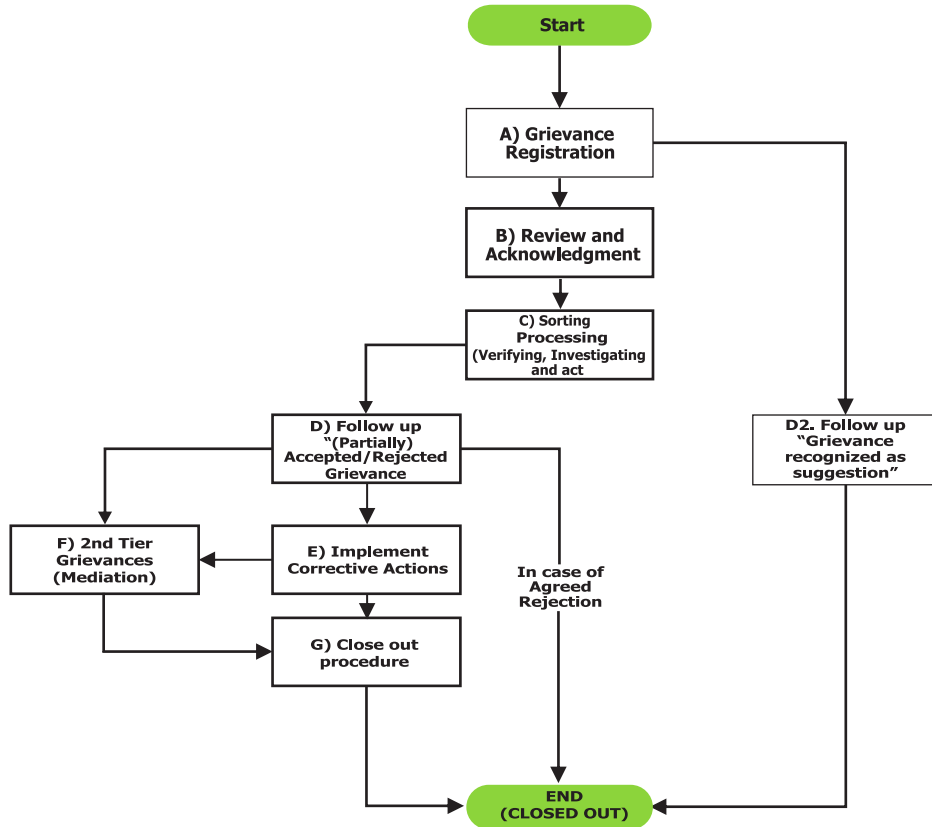 Start
A) Grievance
Registration
B) Review and
Acknowledgment
C) Sorting
Processing
(Verifying, Investigating
and act
D) Follow up
“(Partially)
Accepted/Rejected
Grievance
D2. Follow up
“Grievance
recognized as
suggestion”
F) 2nd Tier
Grievances
(Mediation)
E) Implement
Corrective Actions
In case of
Agreed
Rejection
G) Close out
procedure
END
(CLOSED OUT)